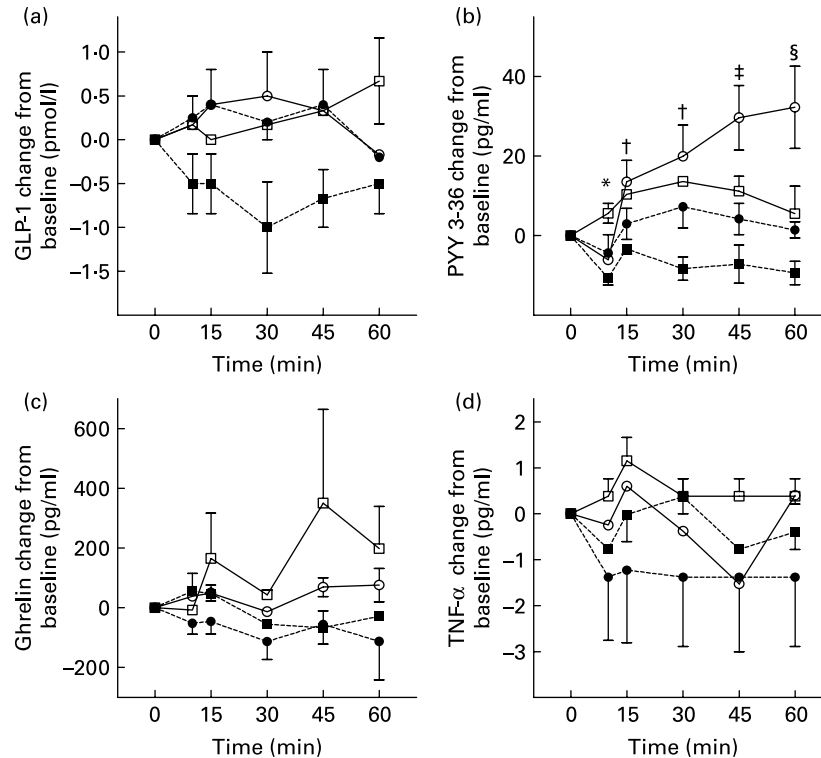 (a)
GLP-1 change from
baseline (pmol/l)
1·0
0·5
0·0
–0·5
–1·0
–1·5
0 15 30 45 60
Time (min)
(b)
PYY 3-36 change from
baseline (pg/ml)
40
20
0
* † † ‡ §
0 15 30 45 60
Time (min)
(c)
Ghrelin change from
baseline (pg/ml)
600
400
200
0
–200
0 15 30 45 60
Time (min)
(d)
TNF-α change from
baseline (pg/ml)
2
1
0
–1
–2
–3
0 15 30 45 60
Time (min)